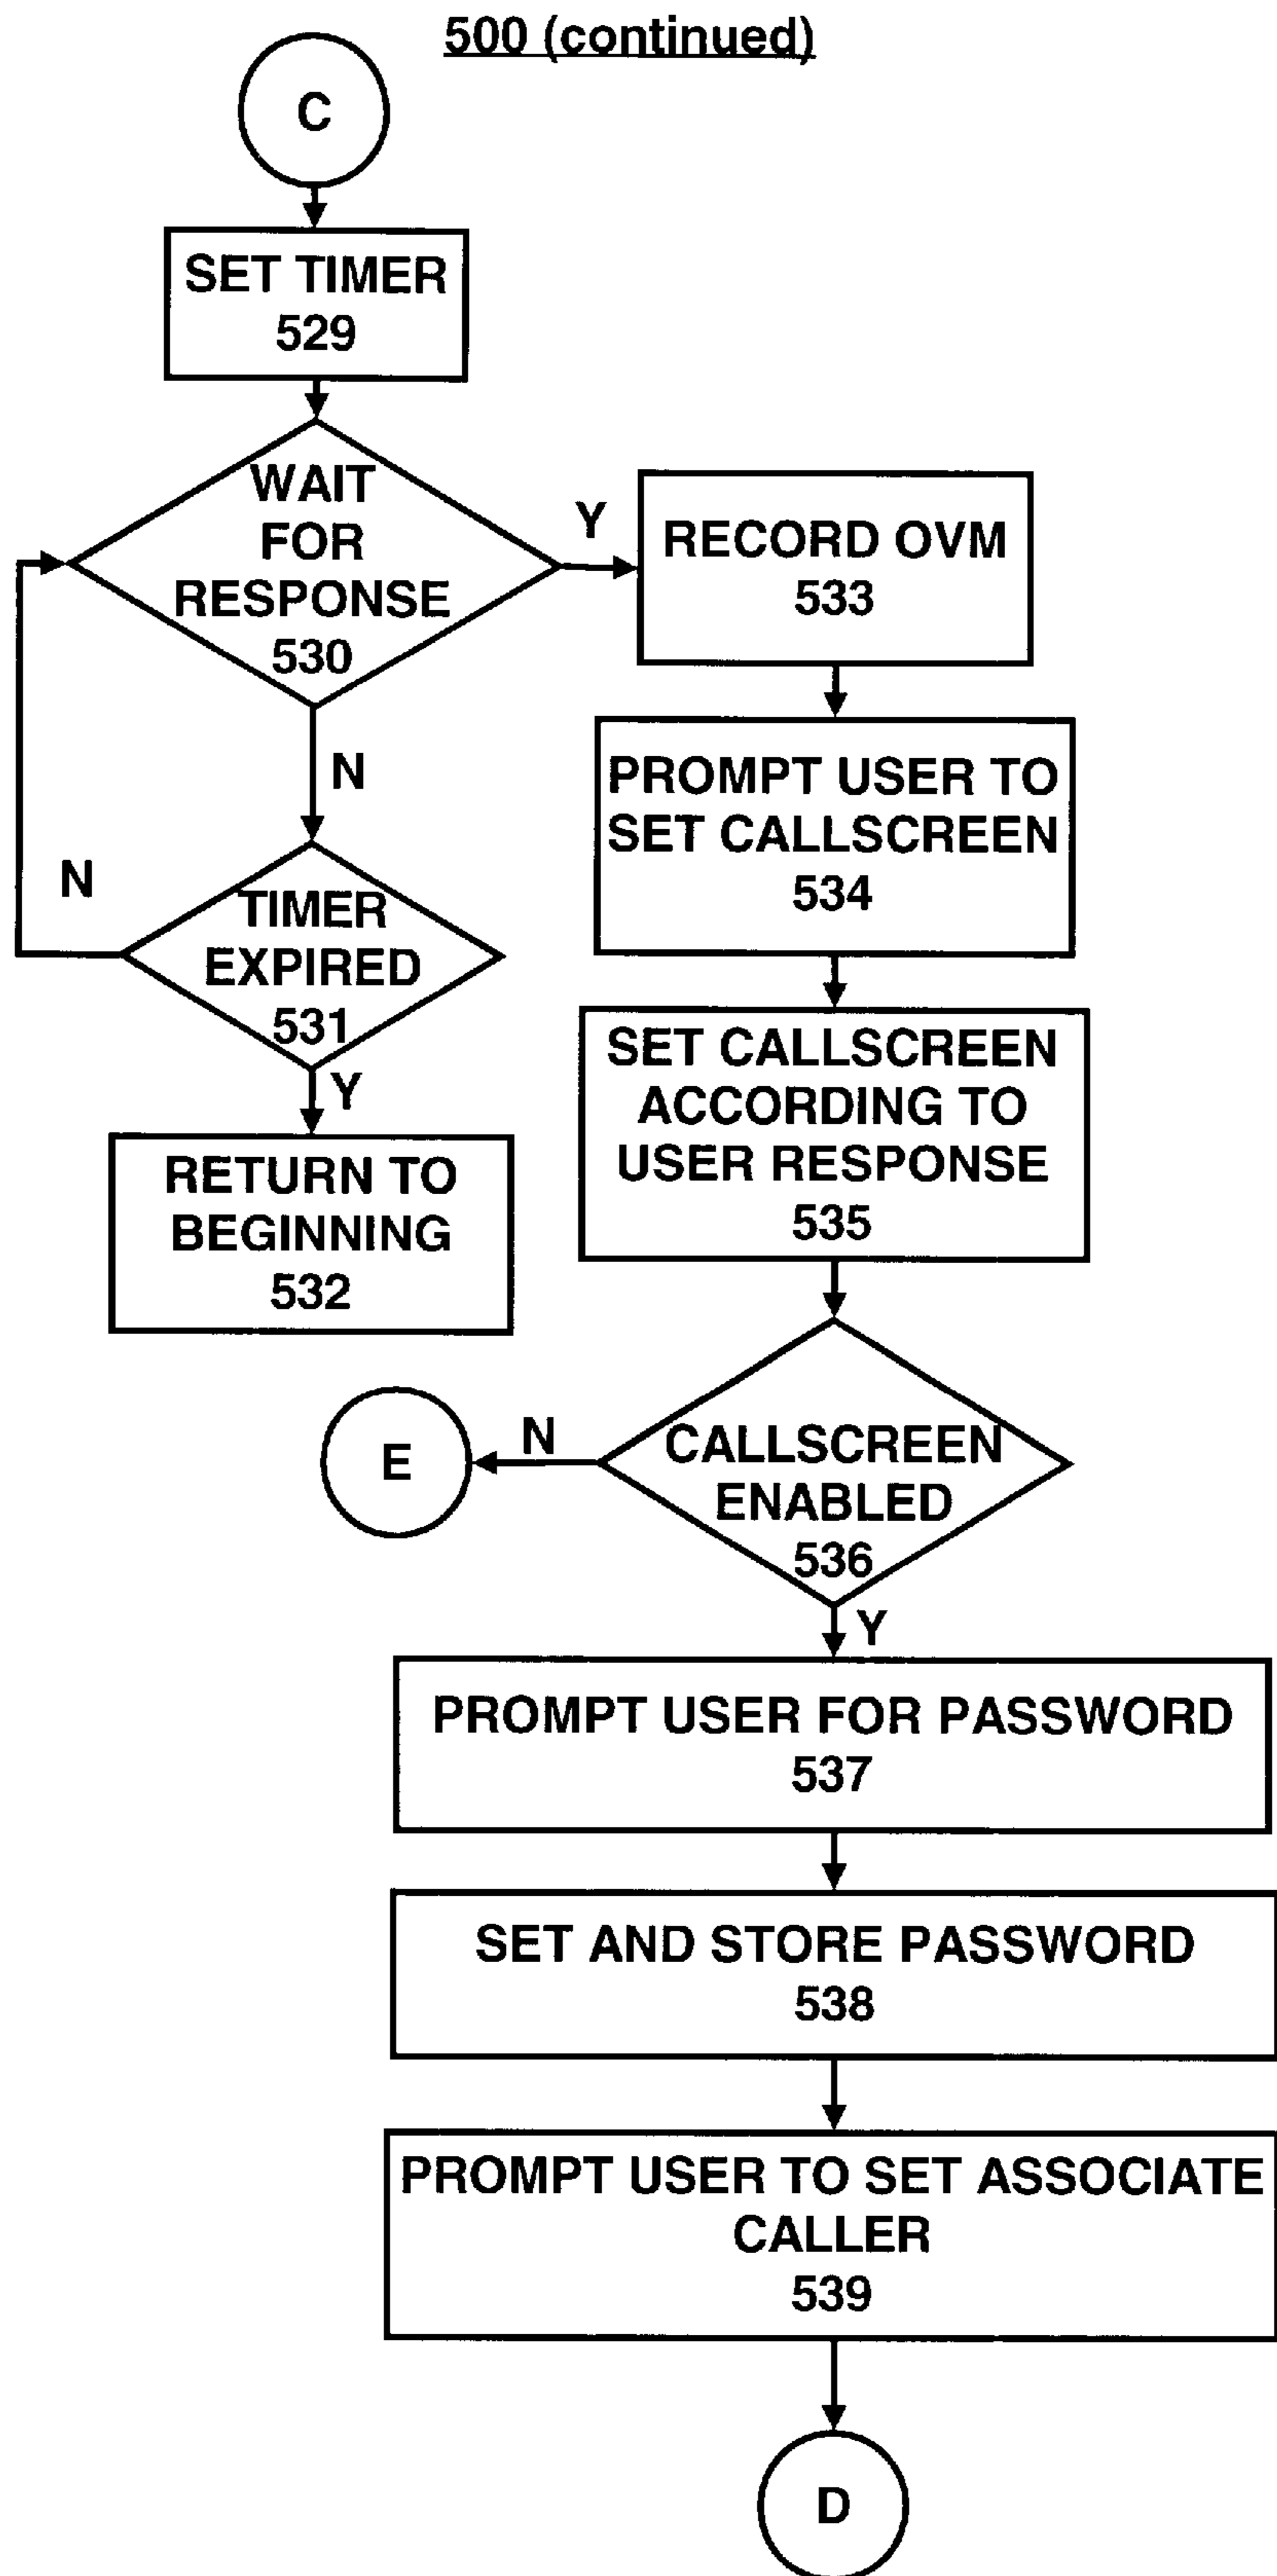 500 (continued)
C
SET TIMER
529
WAIT
FOR
RESPONSE
530
Y
N
RECORD OVM
533
PROMPT USER TO
SET CALLSCREEN
534
N
TIMER
EXPIRED
531
Y
RETURN TO
BEGINNING
532
SET CALLSCREEN
ACCORDING TO
USER RESPONSE
535
E
N
CALLSCREEN
ENABLED
536
Y
PROMPT USER FOR PASSWORD
537
SET AND STORE PASSWORD
538
PROMPT USER TO SET ASSOCIATE
CALLER
539
D